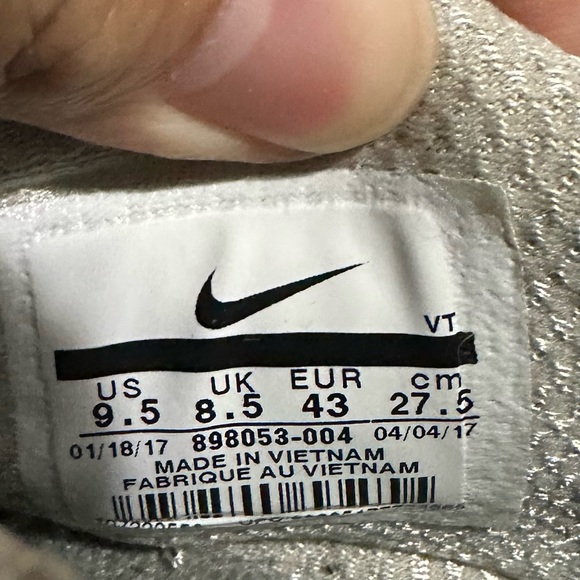 VT
US UK EUR cm
9.5 8.5 43 27.5
01/18/17 898053-004 04/04/17
MADE IN VIETNAM
FABRIQUE AU VIETNAM